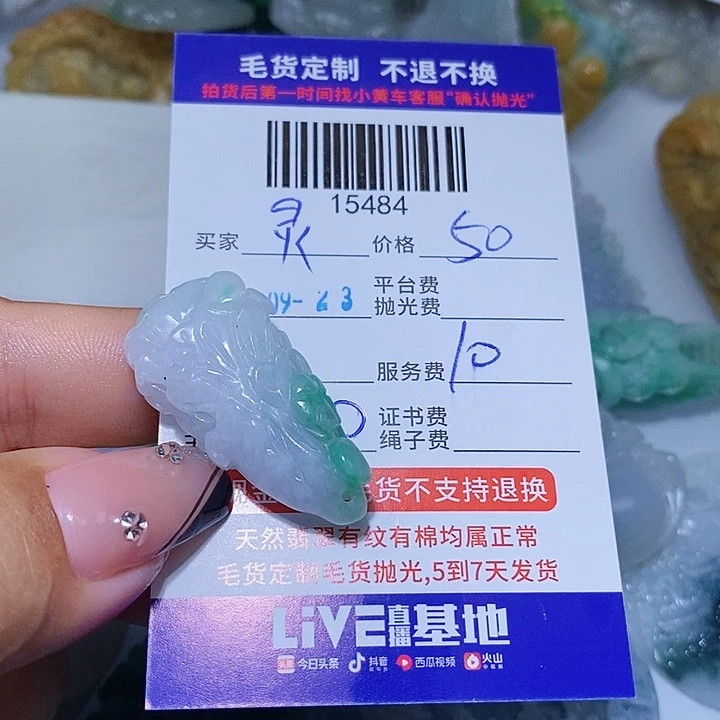 毛货定制 不退不换
拍货后第一时间找小黄车客服“确认抛光”
15484
买家 灵 价格 50
09-23 平台费
抛光费
服务费 10
0 证书费
绳子费
货不支持退换
天然翡翠有纹有棉均属正常
毛货定制毛货抛光,5到7天发货
LiVE直播基地
头条 今日头条 抖音 西瓜视频 火山